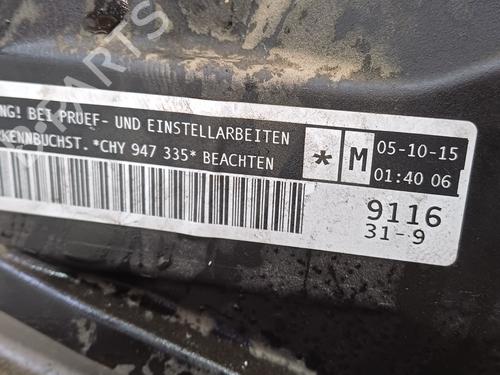 NG! BEI PRUEF- UND EINSTELLARBEITEN
KENNBUCHST. *CHY 947 335* BEACHTEN
* M 05-10-15
01:40 06
9116
31-9
PARTS